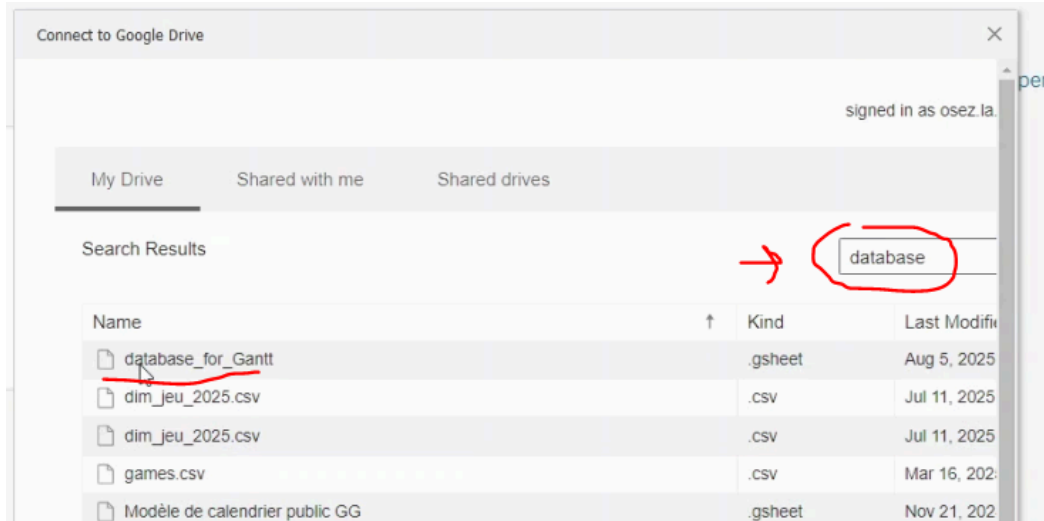 Connect to Google Drive
signed in as osez.la.
My Drive Shared with me Shared drives
Search Results database
Name ↑ Kind Last Modifie
database_for_Gantt .gsheet Aug 5, 2025
dim_jeu_2025.csv .csv Jul 11, 2025
dim_jeu_2025.csv .csv Jul 11, 2025
games.csv .csv Mar 16, 202
Modèle de calendrier public GG .gsheet Nov 21, 202